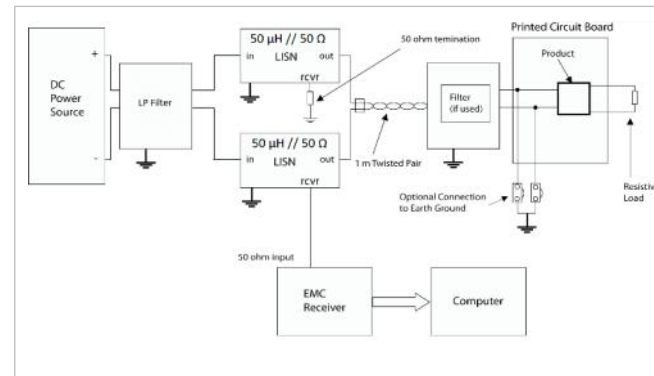 Printed Circuit Board
50 µH // 50 Ω
LISN
in
out
rcvr
50 ohm temination
Product
DC
Power
Source
+
-
LP Filter
Filter
(if used)
50 µH // 50 Ω
LISN
in
out
rcvr
1 m Twisted Pair
Optional Connection
to Earth Ground
Resistive
Load
50 ohm input
EMC
Receiver
Computer